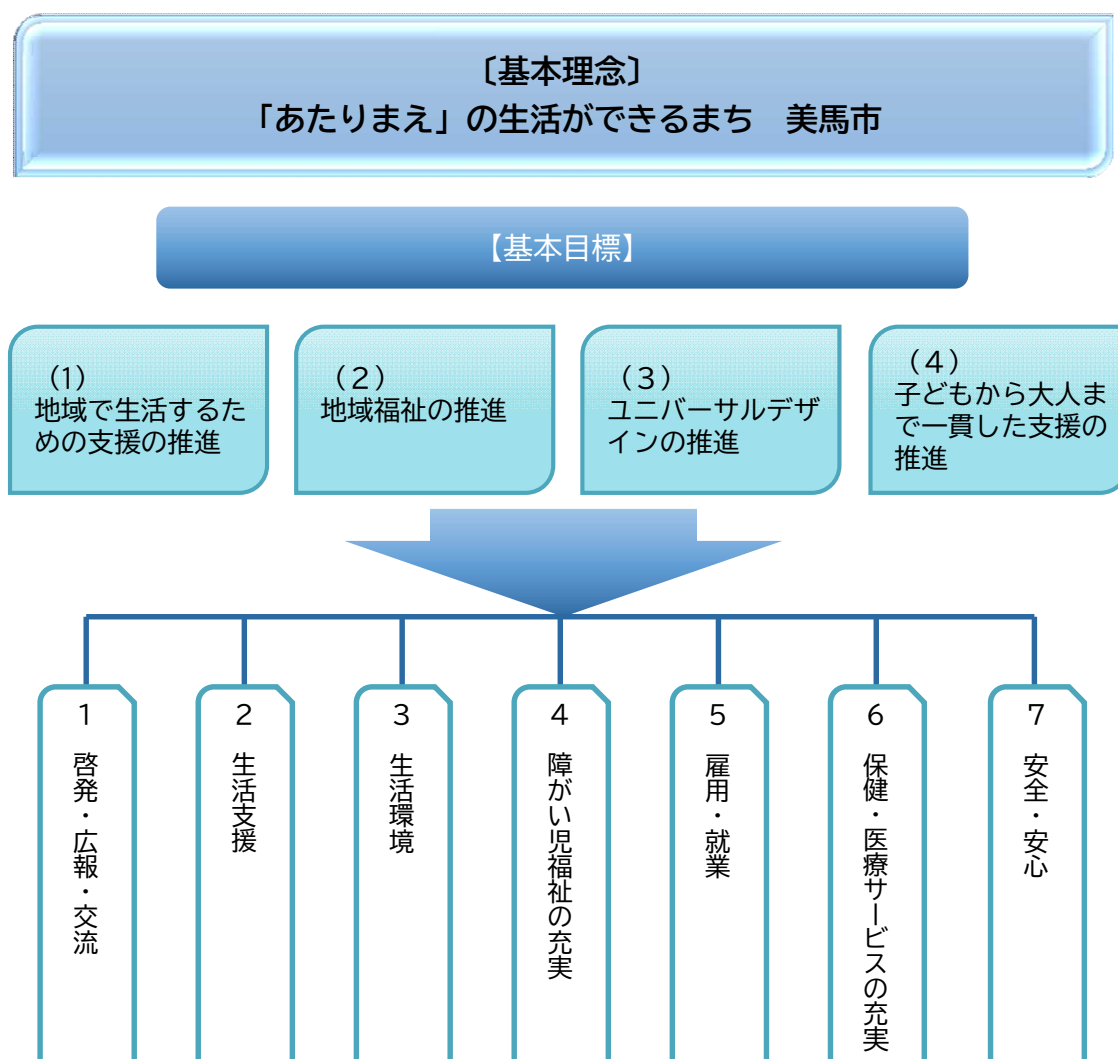 〔基本理念〕
「あたりまえ」の生活ができるまち　美馬市
【基本目標】
（1）
地域で生活するた
めの支援の推進
（２）
地域福祉の推進
（３）
ユニバーサルデザ
インの推進
（４）
子どもから大人ま
で一貫した支援の
推進
１
啓発・広報・交流
２
生活支援
３
生活環境
４
障がい児福祉の充実
５
雇用・就業
６
保健・医療サービスの充実
７
安全・安心